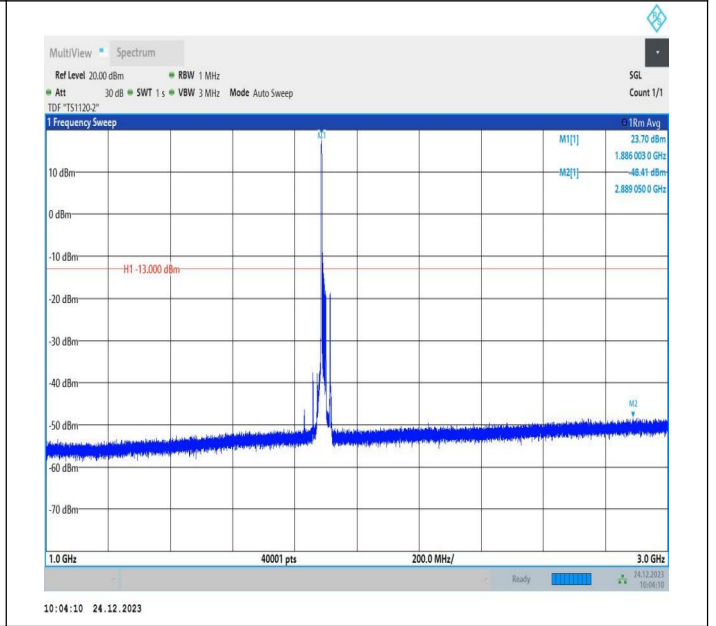 MultiView Spectrum
Ref Level 20.00 dBm RBW 1 MHz SGL
Att 30 dB SWT 1 s VBW 3 MHz Mode Auto Sweep Count 1/1
TDF "TS1120-2"
1 Frequency Sweep 1Rm Avg
M1
M1[1] 23.70 dBm
1.886 003 0 GHz
10 dBm M2[1] -48.41 dBm
2.889 050 0 GHz
0 dBm
-10 dBm
H1 -13.000 dBm
-20 dBm
-30 dBm
-40 dBm
M2
-50 dBm
-60 dBm
-70 dBm
1.0 GHz 40001 pts 200.0 MHz/ 3.0 GHz
Ready 24.12.2023
10:04:10
10:04:10 24.12.2023